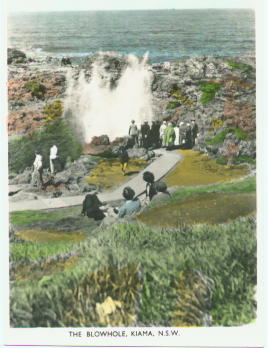 THE BLOWHOLE, KIAMA, N.S.W.